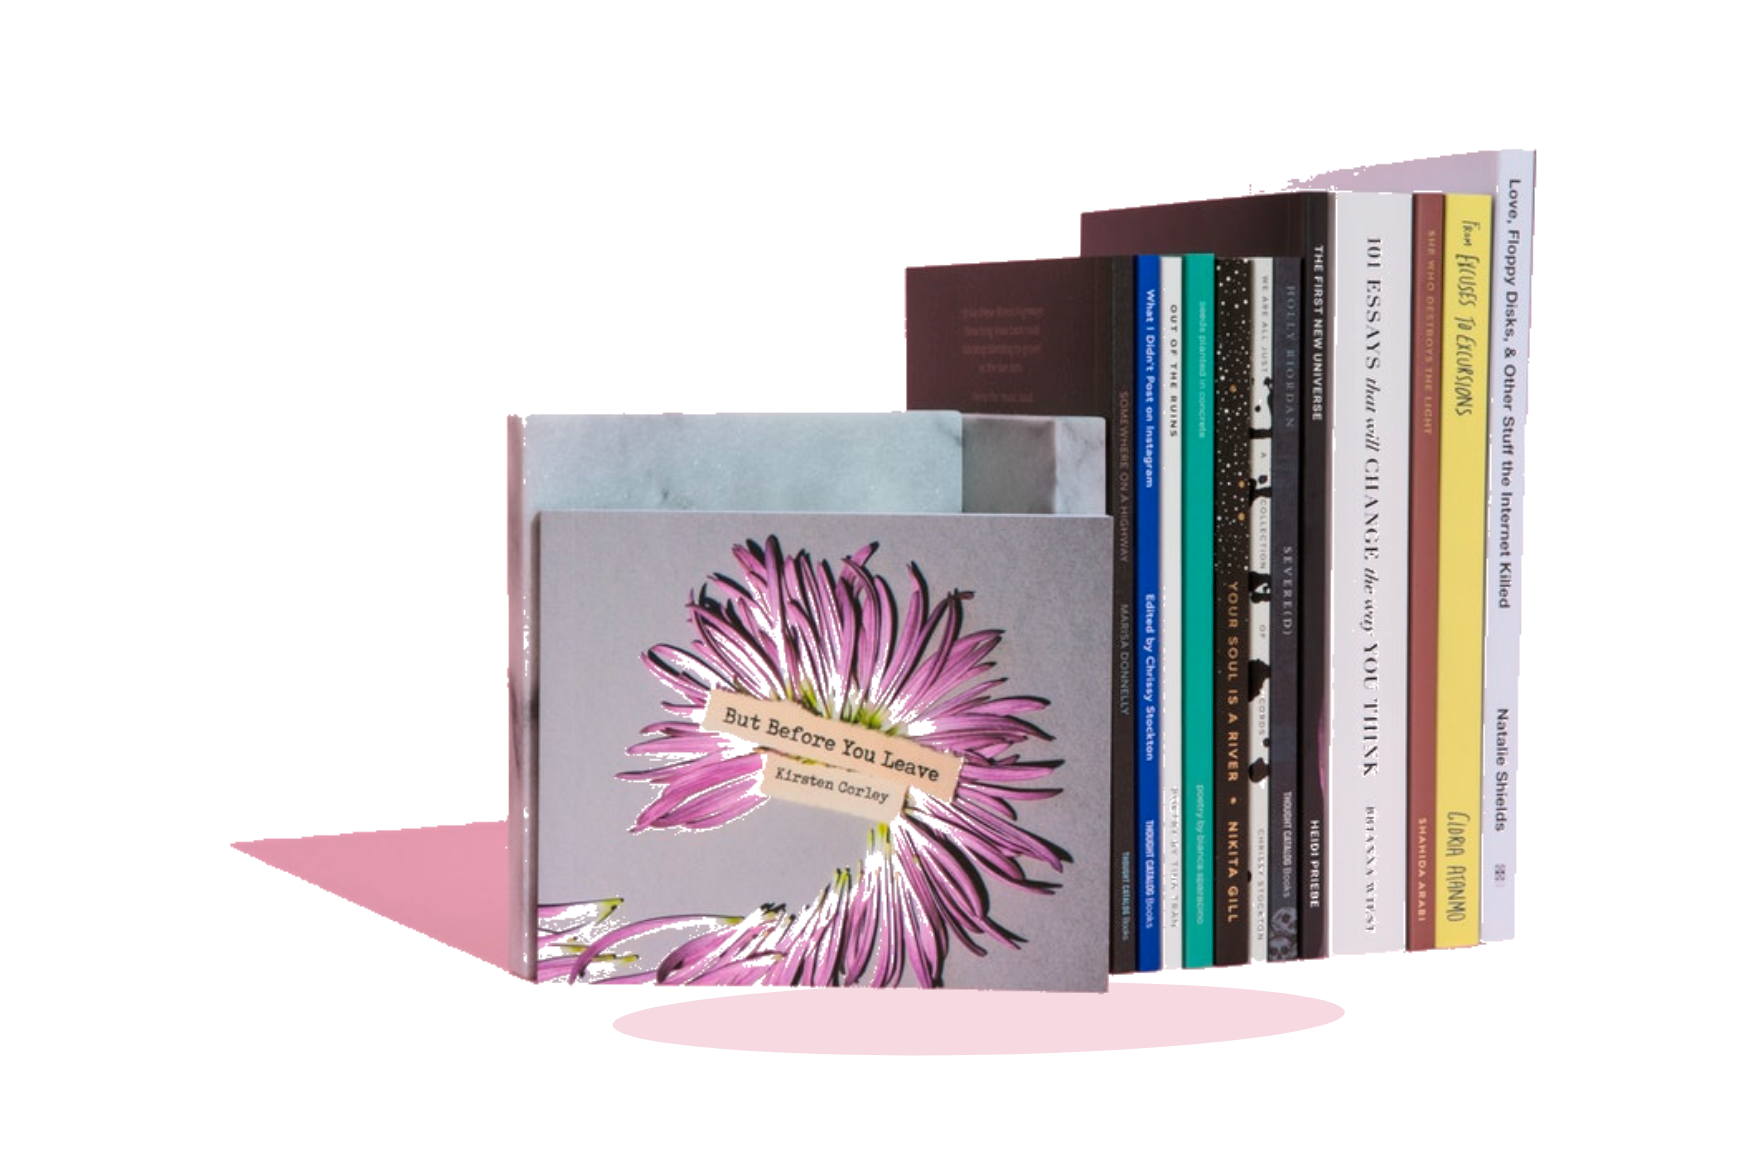 But Before You Leave
Kirsten Corley
SOMEWHERE ON A HIGHWAY MARISA DONNELLY THOUGHT CATALOG Books
What I Didn't Post on Instagram Edited by Chrissy Stockton THOUGHT CATALOG Books
OUT OF THE RUINS TRAN
seeds planted in concrete poetry by bianca sparacino
YOUR SOUL IS A RIVER • NIKITA GILL
WE ARE ALL JUST A COLLECTION OF CORDS CHRISSY STOCKTON
HOLLY RIORDAN SEVERE(D) THOUGHT CATALOG Books
THE FIRST NEW UNIVERSE HEIDI PRIEBE
101 ESSAYS that will CHANGE the way YOU THINK BRIANNA WIEST
SHE WHO DESTROYS THE LIGHT SHAHIDA ARABI
FROM EXCUSES TO EXCURSIONS GLORIA ATANMO
Love, Floppy Disks, & Other Stuff the Internet Killed Natalie Shields